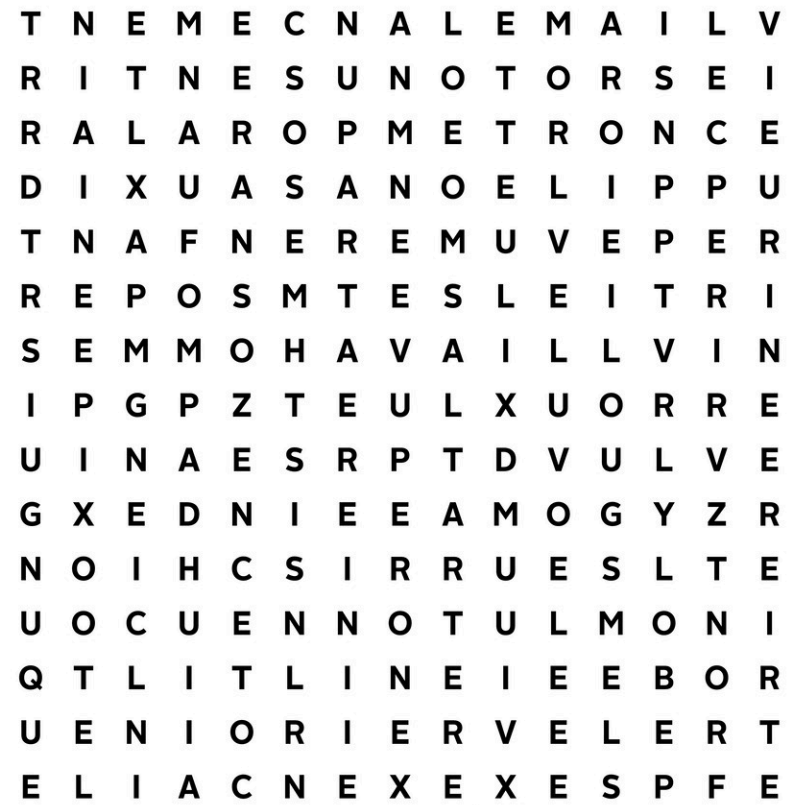 T N E M E C N A L E M A I L V
R I T N E S U N O T O R S E I
R A L A R O P M E T R O N C E
D I X U A S A N O E L I P P U
T N A F N E R E M U V E P E R
R E P O S M T E S L E I T R I
S E M M O H A V A I L L V I N
I P G P Z T E U L X U O R R E
U I N A E S R P T D V U L V E
G X E D N I E E A M O G Y Z R
N O I H C S I R R U E S L T E
U O C U E N N O T U L M O N I
Q T L I T L I N E I E E B O R
U E N I O R I E R V E L E R T
E L I A C N E X E X E S P F E